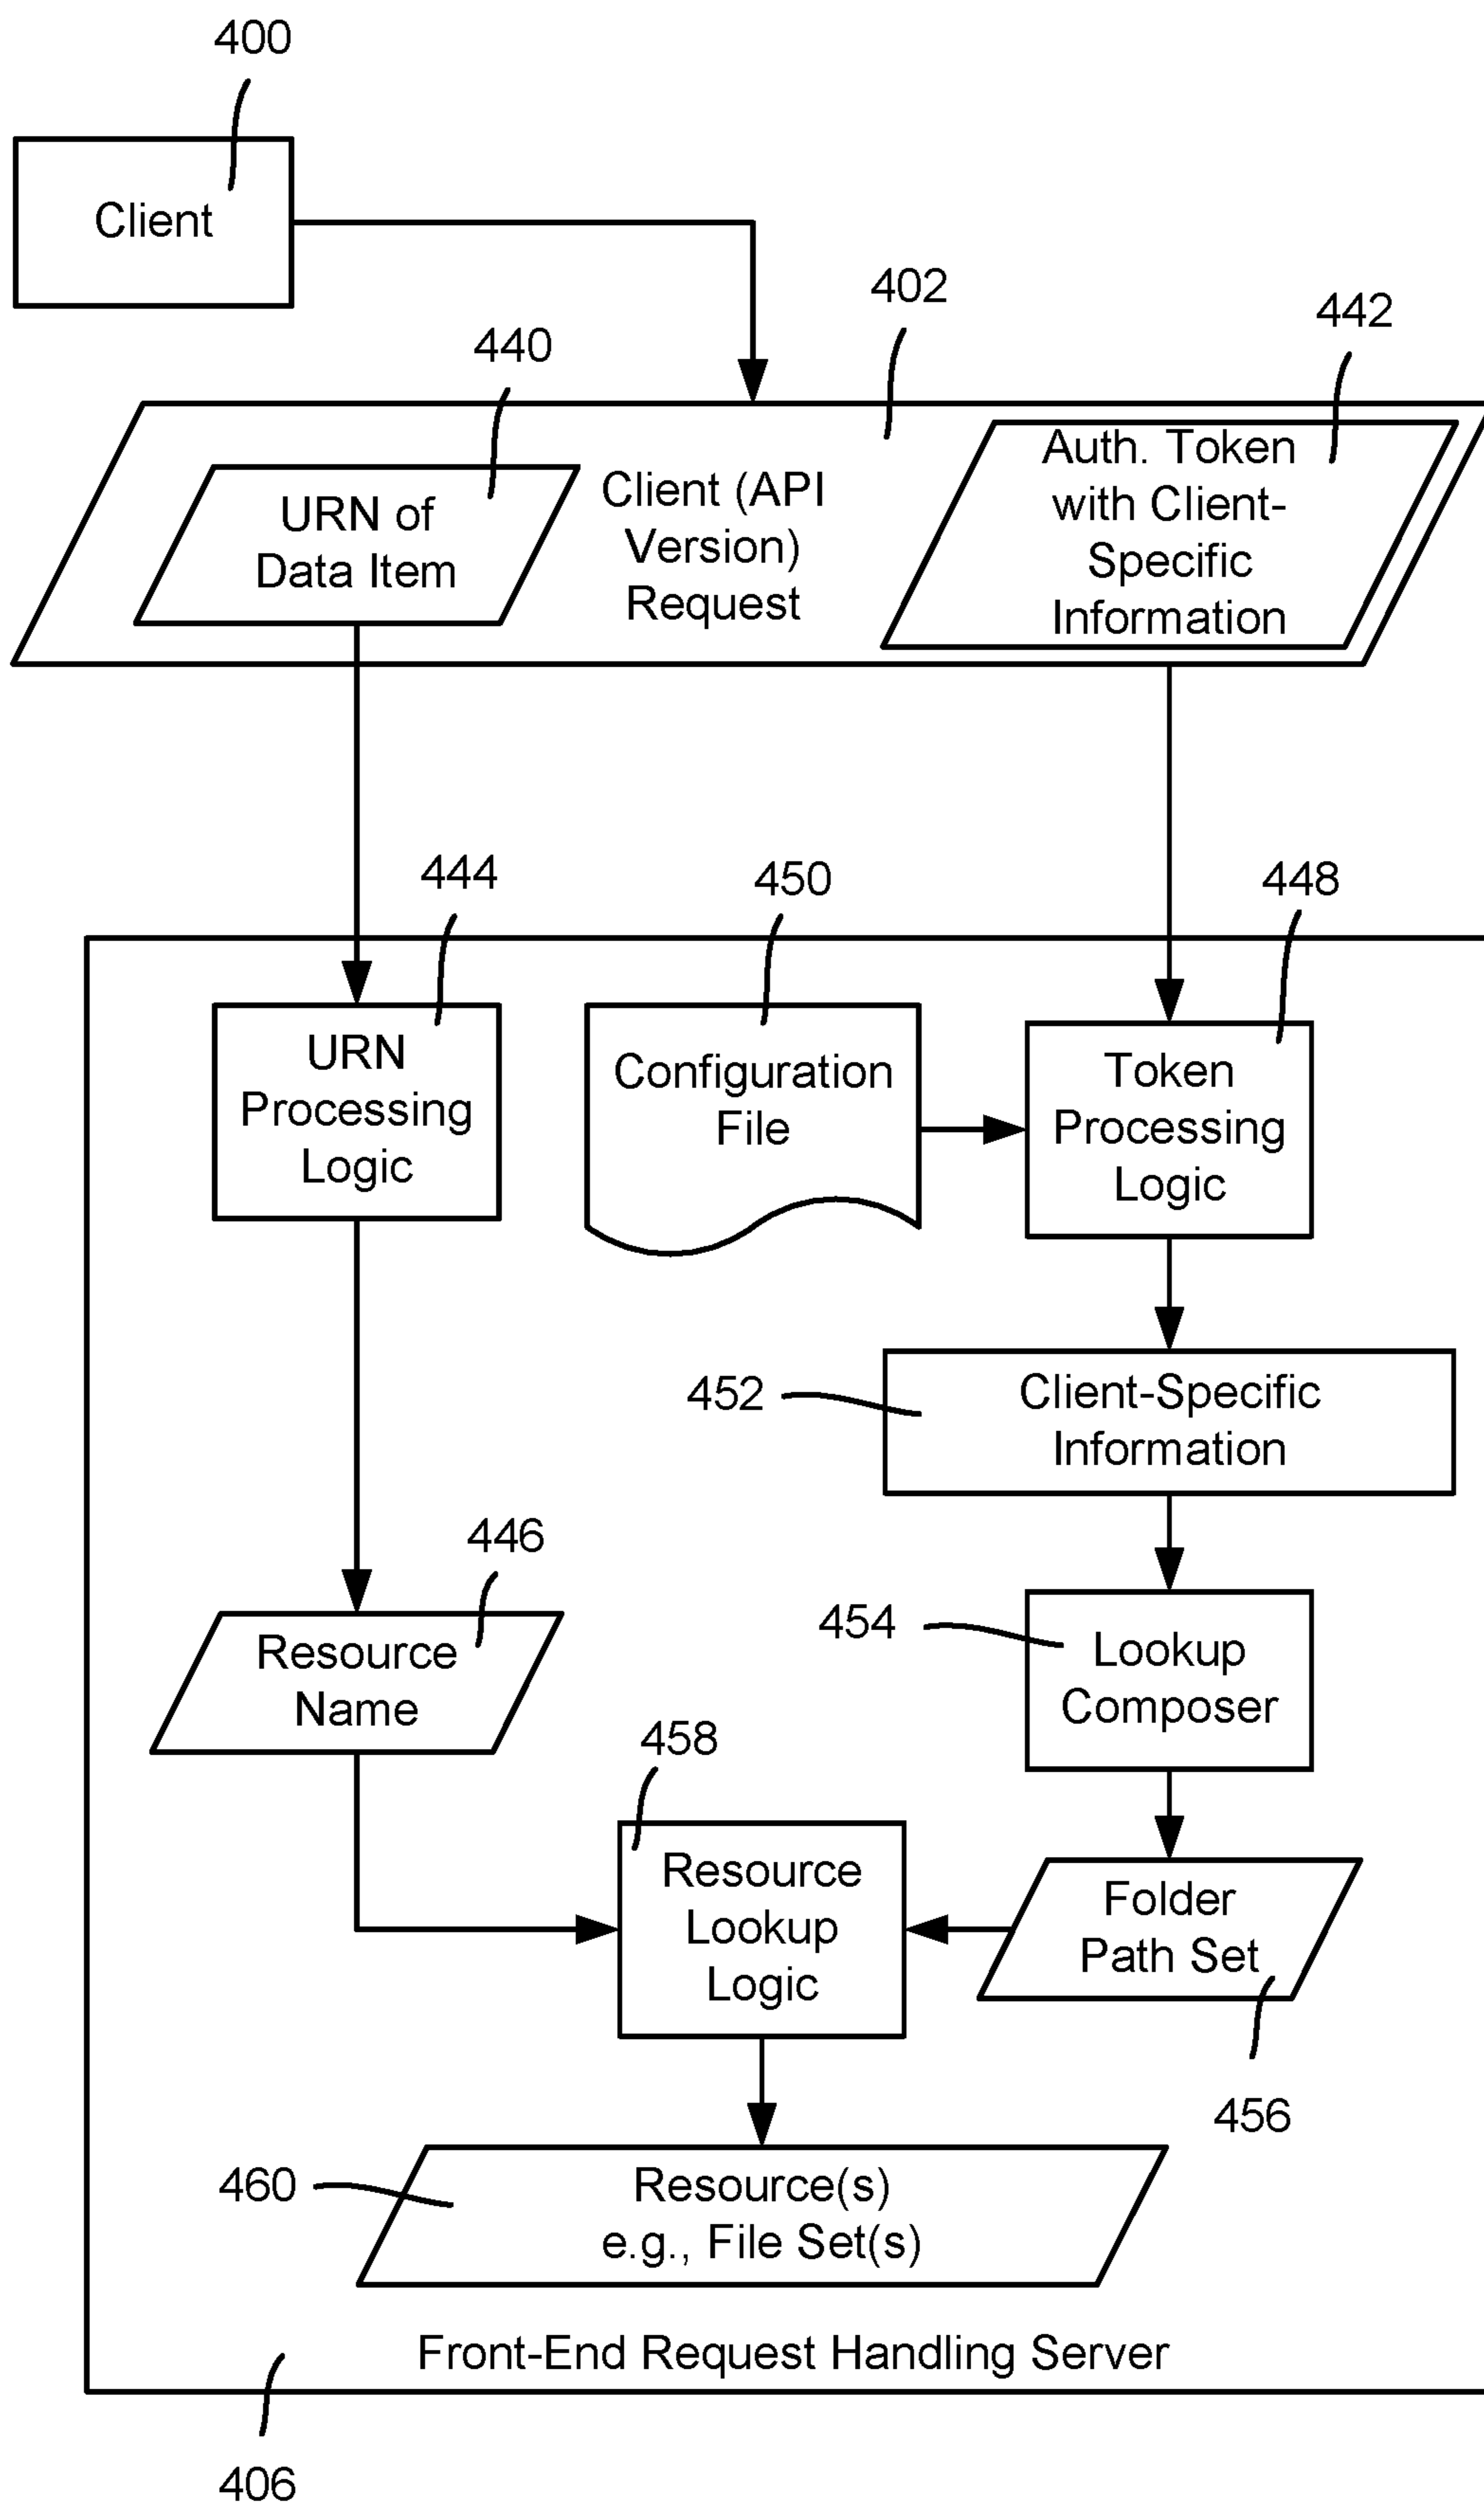 400
Client
402
442
440
Auth. Token
with Client-
Specific
Information
Client (API
Version)
Request
URN of
Data Item
444
450
448
URN
Processing
Logic
Configuration
File
Token
Processing
Logic
452
Client-Specific
Information
446
454
Resource
Name
Lookup
Composer
458
Resource
Lookup
Logic
Folder
Path Set
456
460
Resource(s)
e.g., File Set(s)
Front-End Request Handling Server
406